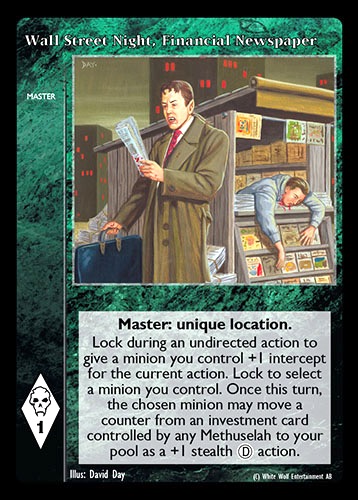 Wall Street Night, Financial Newspaper
DAY.
MASTER
Master: unique location.
Lock during an undirected action to
give a minion you control +1 intercept
for the current action. Lock to select
a minion you control. Once this turn,
the chosen minion may move a
counter from an investment card
controlled by any Methuselah to your
pool as a +1 stealth Ⓓ action.
1
Illus: David Day
(C) White Wolf Entertainment AB